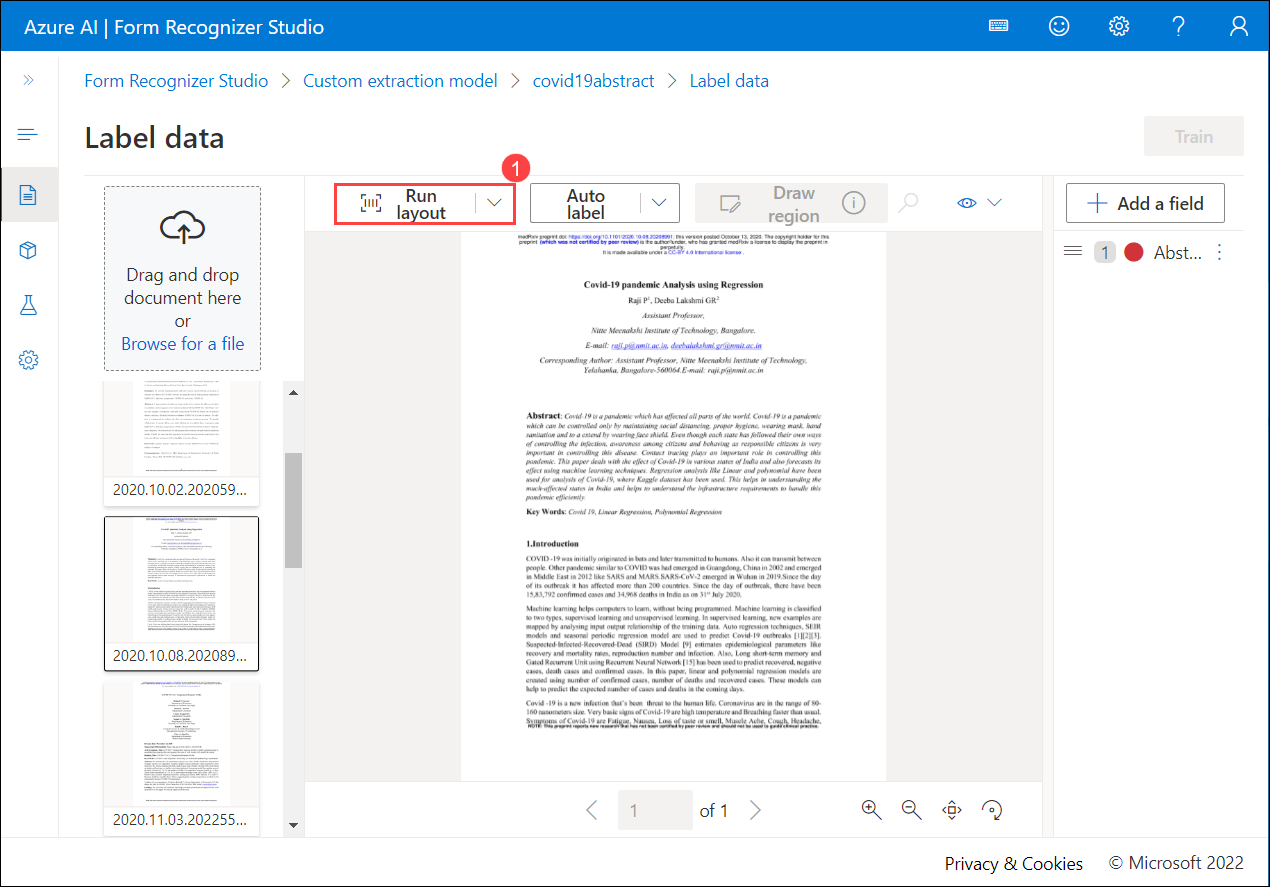 Azure AI | Form Recognizer Studio
Form Recognizer Studio > Custom extraction model > covid19abstract > Label data
Label data
Train
Drag and drop
document here
or
Browse for a file
2020.10.02.202059...
2020.10.08.202089...
2020.11.03.202255...
1
Run
layout
Auto
label
Draw
region
medRxiv preprint doi: https://doi.org/10.1101/2020.10.08.20208991; this version posted October 13, 2020. The copyright holder for this
preprint (which was not certified by peer review) is the author/funder, who has granted medRxiv a license to display the preprint in
perpetuity.
It is made available under a CC-BY 4.0 International license .
Covid-19 pandemic Analysis using Regression
Raji P1, Deeba Lakshmi GR2
Assistant Professor,
Nitte Meenakshi Institute of Technology, Bangalore.
E-mail: raji.p@nmit.ac.in, deebalakshmi.gr@nmit.ac.in
Corresponding Author: Assistant Professor, Nitte Meenakshi Institute of Technology,
Yelahanka, Bangalore-560064.E-mail: raji.p@nmit.ac.in
Abstract: Covid-19 is a pandemic which has affected all parts of the world. Covid-19 is a pandemic
which can be controlled only by maintaining social distancing, proper hygiene, wearing mask, hand
sanitation and to a extend by wearing face shield. Even though each state has followed their own ways
of controlling the infection, awareness among citizens and behaving as responsible citizens is very
important in controlling this disease. Contact tracing plays an important role in controlling this
pandemic. This paper deals with the effect of Covid-19 in various states of India and also forecasts its
effect using machine learning techniques. Regression analysis like Linear and polynomial have been
used for analysis of Covid-19, where Kaggle dataset has been used. This helps in understanding the
much-affected states in India and helps to understand the infrastructure requirements to handle this
pandemic efficiently.
Key Words: Covid 19, Linear Regression, Polynomial Regression
1.Introduction
COVID -19 was initially originated in bats and later transmitted to humans. Also it can transmit between
people. Other pandemic similar to COVID was had emerged in Guangdong, China in 2002 and emerged
in Middle East in 2012 like SARS and MARS.SARS-CoV-2 emerged in Wuhan in 2019.Since the day
of its outbreak it has affected more than 200 countries. Since the day of outbreak, there have been
15,83,792 confirmed cases and 34,968 deaths in India as on 31st July 2020.
Machine learning helps computers to learn, without being programmed. Machine learning is classified
to two types, supervised learning and unsupervised learning. In supervised learning, new examples are
mapped by analysing input output relationship of the training data. Auto regression techniques, SEIR
models and seasonal periodic regression model are used to predict Covid-19 outbreaks [1][2][3].
Suspected-Infected-Recovered-Dead (SIRD) Model [9] estimates epidemiological parameters like
recovery and mortality rates, reproduction number and infection. Also, Long short-term memory and
Gated Recurrent Unit using Recurrent Neural Network [15] has been used to predict recovered, negative
cases, death cases and confirmed cases. In this paper, linear and polynomial regression models are
created using number of confirmed cases, number of deaths and recovered cases. These models can
help to predict the expected number of cases and deaths in the coming days.
Covid -19 is a new infection that's been threat to the human life. Coronavirus are in the range of 80-
160 nanometers size. Very basic signs of Covid-19 are high temperature and Breathing faster than usual.
Symptoms of Covid-19 are Fatigue, Nausea, Loss of taste or smell, Muscle Ache, Cough, Headache,
NOTE: This preprint reports new research that has not been certified by peer review and should not be used to guide clinical practice.
1 of 1
Add a field
1 Abst...
Privacy & Cookies © Microsoft 2022